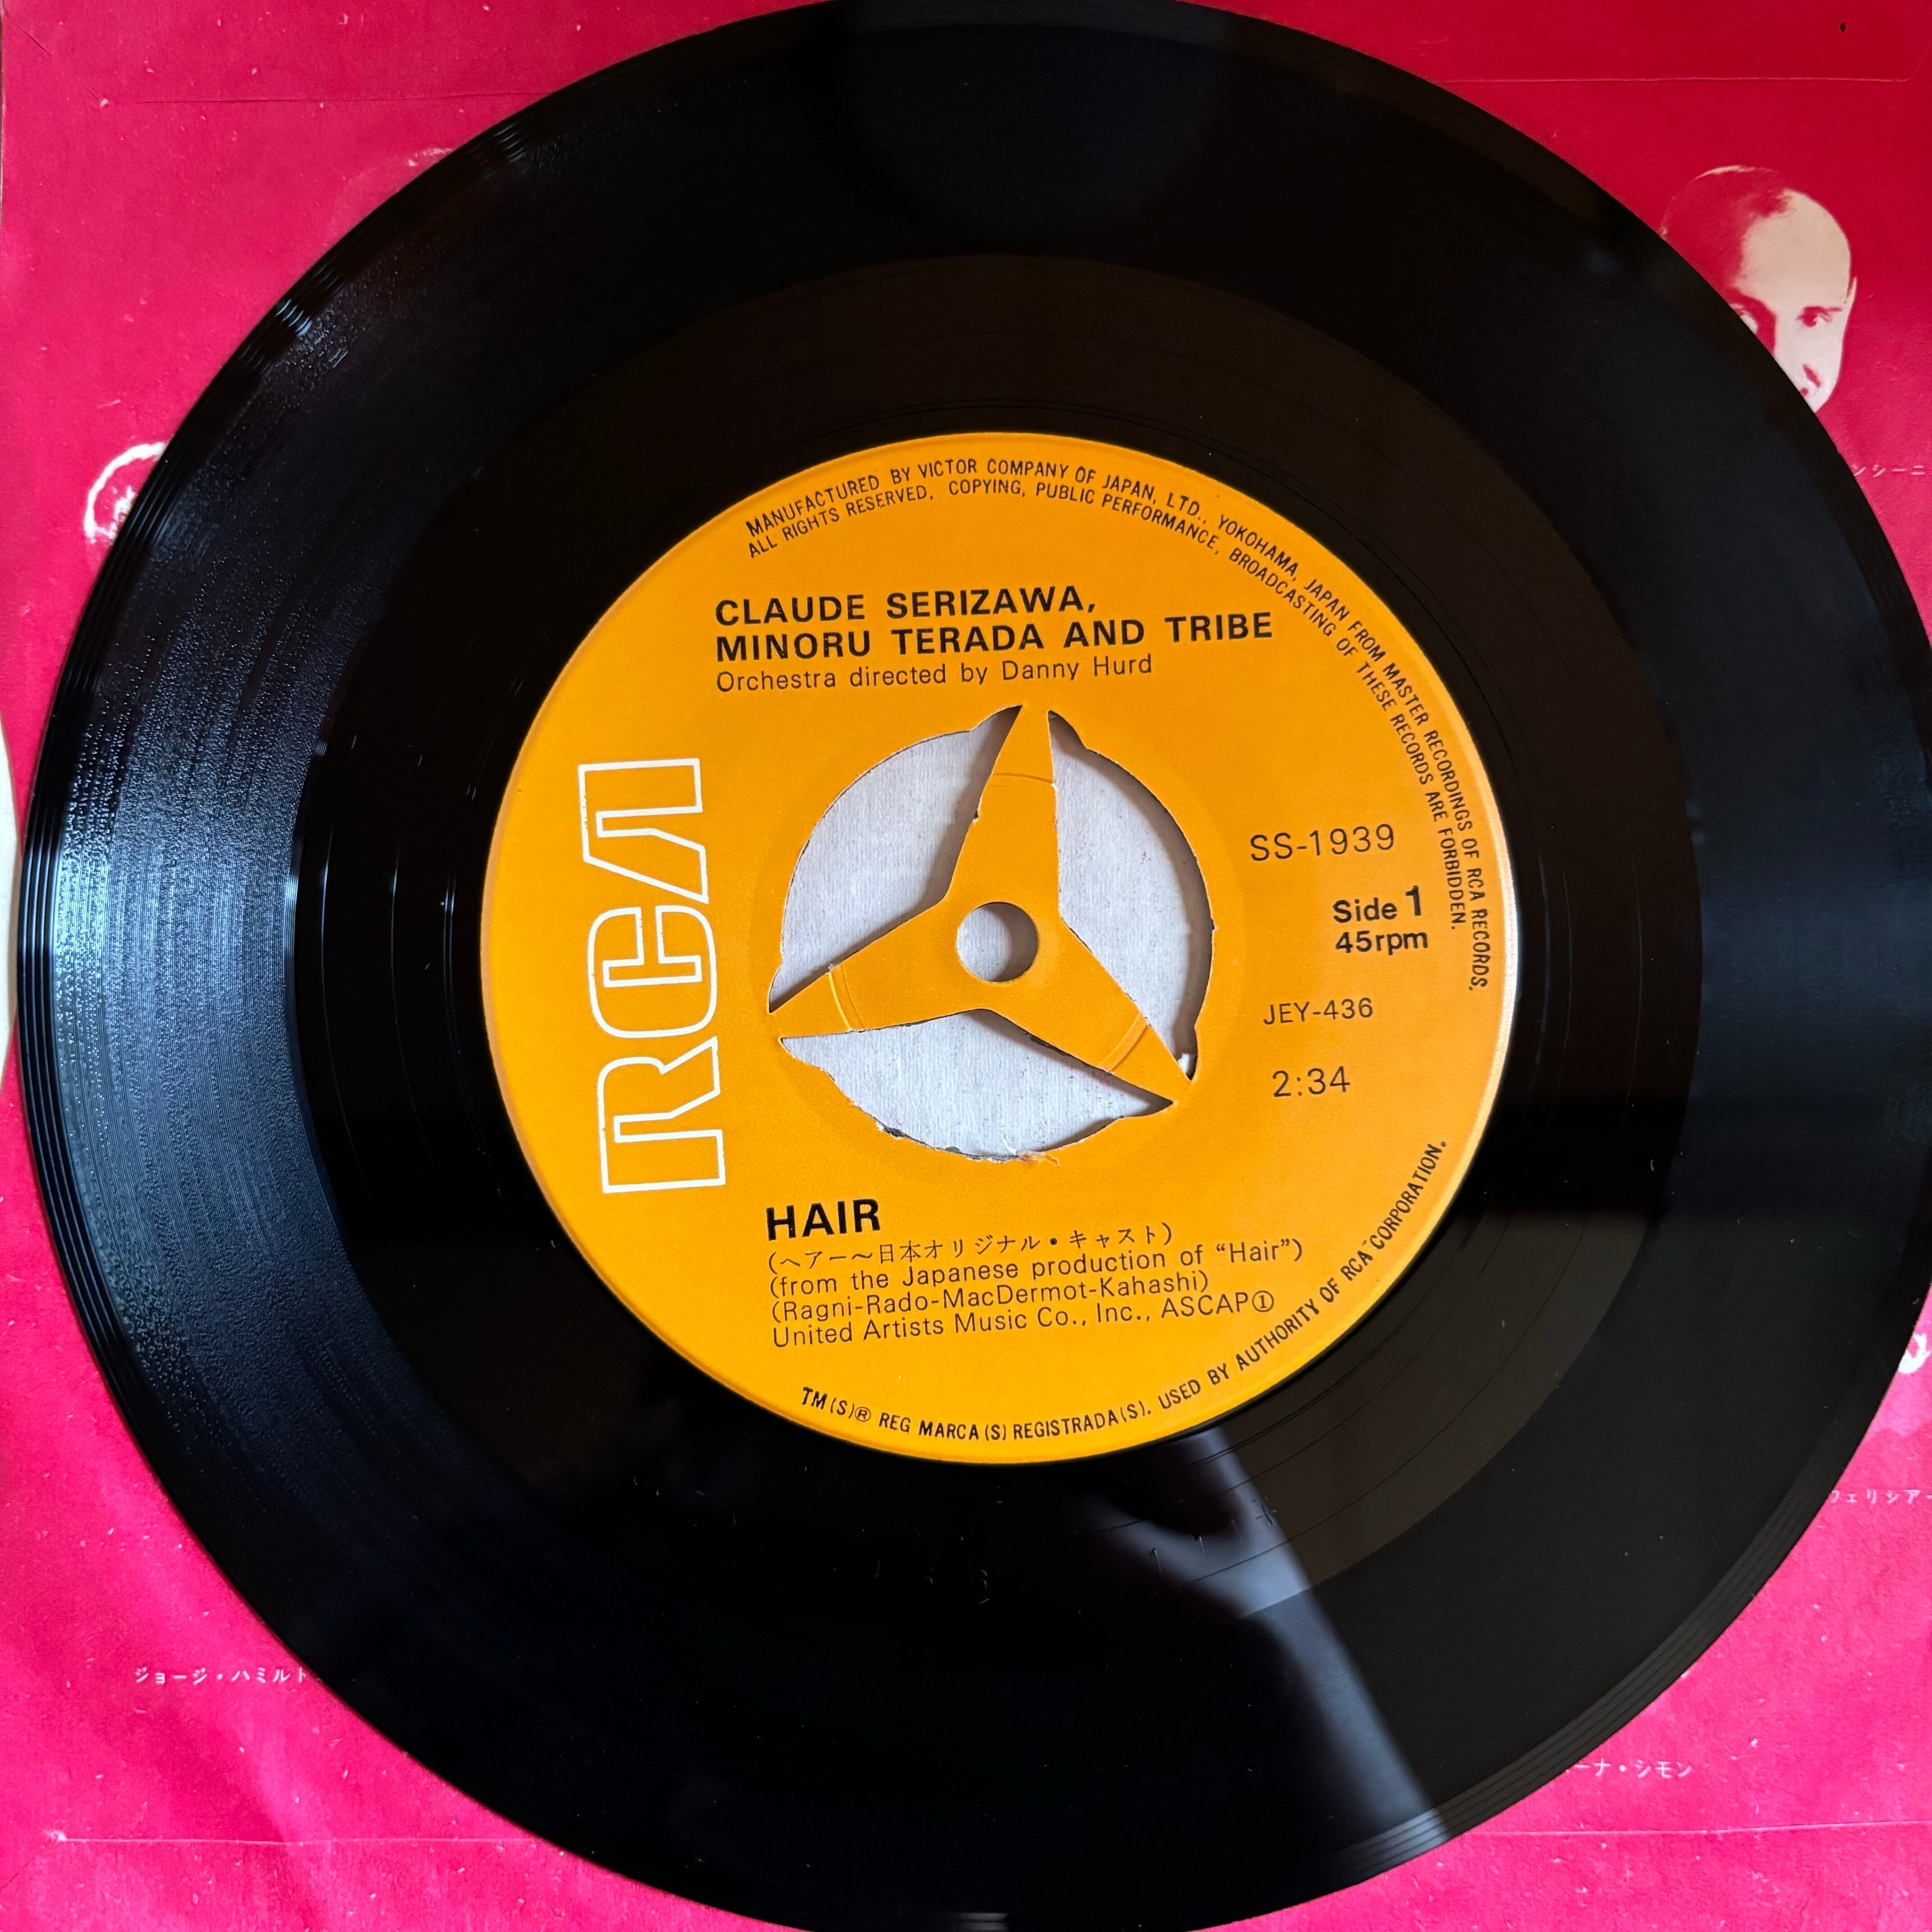 MANUFACTURED BY VICTOR COMPANY OF JAPAN, LTD., YOKOHAMA, JAPAN FROM MASTER RECORDINGS OF RCA RECORDS.
ALL RIGHTS RESERVED. COPYING, PUBLIC PERFORMANCE, BROADCASTING OF THESE RECORDS ARE FORBIDDEN.
CLAUDE SERIZAWA,
MINORU TERADA AND TRIBE
Orchestra directed by Danny Hurd
RCA
SS-1939
Side 1
45rpm
JEY-436
2:34
HAIR
(ヘアー～日本オリジナル・キャスト)
(from the Japanese production of “Hair”)
(Ragni-Rado-MacDermot-Kahashi)
United Artists Music Co., Inc., ASCAP①
TM(S)® REG MARCA(S) REGISTRADA(S). USED BY AUTHORITY OF RCA CORPORATION.
ンシーニ
フェリシアー
ジョージ・ハミルト
ーナ・シモン